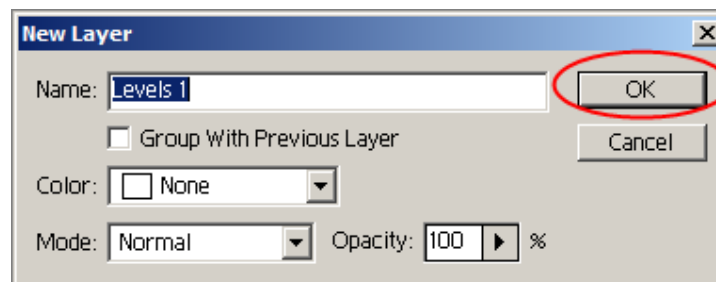 New Layer
Name: Levels 1 OK
Group With Previous Layer Cancel
Color: None
Mode: Normal Opacity: 100 %